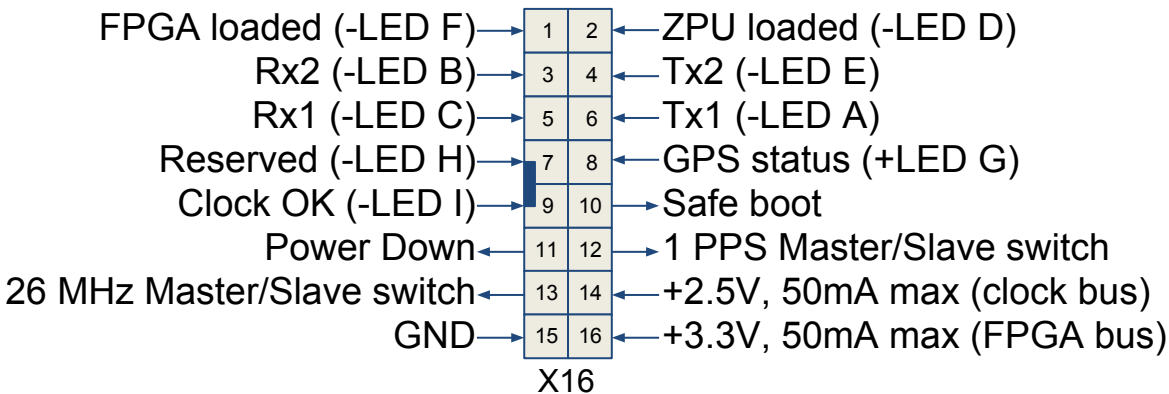 FPGA loaded (-LED F) 1 2 ZPU loaded (-LED D)
Rx2 (-LED B) 3 4 Tx2 (-LED E)
Rx1 (-LED C) 5 6 Tx1 (-LED A)
Reserved (-LED H) 7 8 GPS status (+LED G)
Clock OK (-LED I) 9 10 Safe boot
Power Down 11 12 1 PPS Master/Slave switch
26 MHz Master/Slave switch 13 14 +2.5V, 50mA max (clock bus)
GND 15 16 +3.3V, 50mA max (FPGA bus)
X16